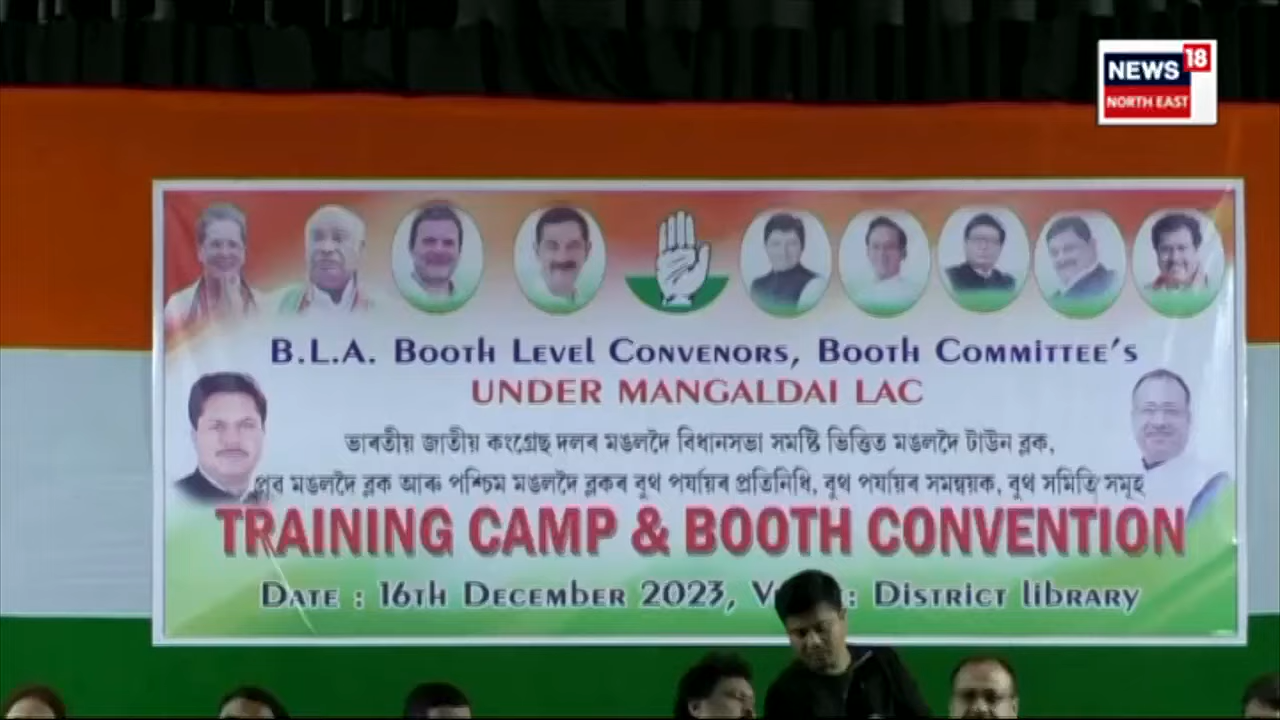 NEWS 18
NORTH EAST
B.L.A. Booth Level Convenors, Booth Committee's
UNDER MANGALDAI LAC
ভাৰতীয় জাতীয় কংগ্ৰেছ দলৰ মঙলদৈ বিধানসভা সমষ্টি ভিত্তিত মঙলদৈ টাউন ব্লক,
পূব মঙলদৈ ব্লক আৰু পশ্চিম মঙলদৈ ব্লকৰ বুথ পৰ্যায়ৰ প্ৰতিনিধি, বুথ পৰ্যায়ৰ সমন্বয়ক, বুথ সমিতি সমূহ
TRAINING CAMP & BOOTH CONVENTION
Date : 16th December 2023, : District library